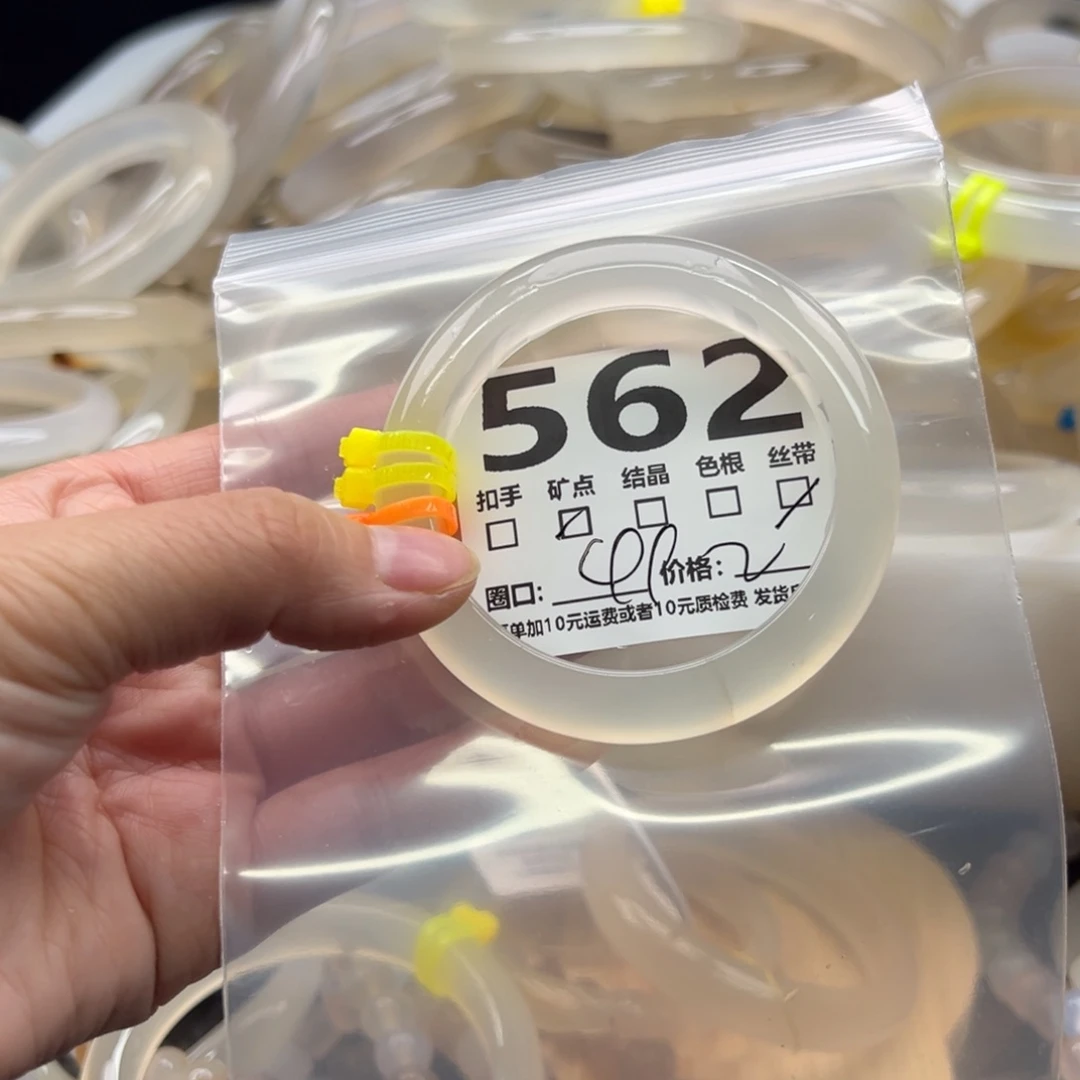 562
扣手 矿点 结晶 色根 丝带
圈口: 价格:
单加10元运费或者10元质检费 发货